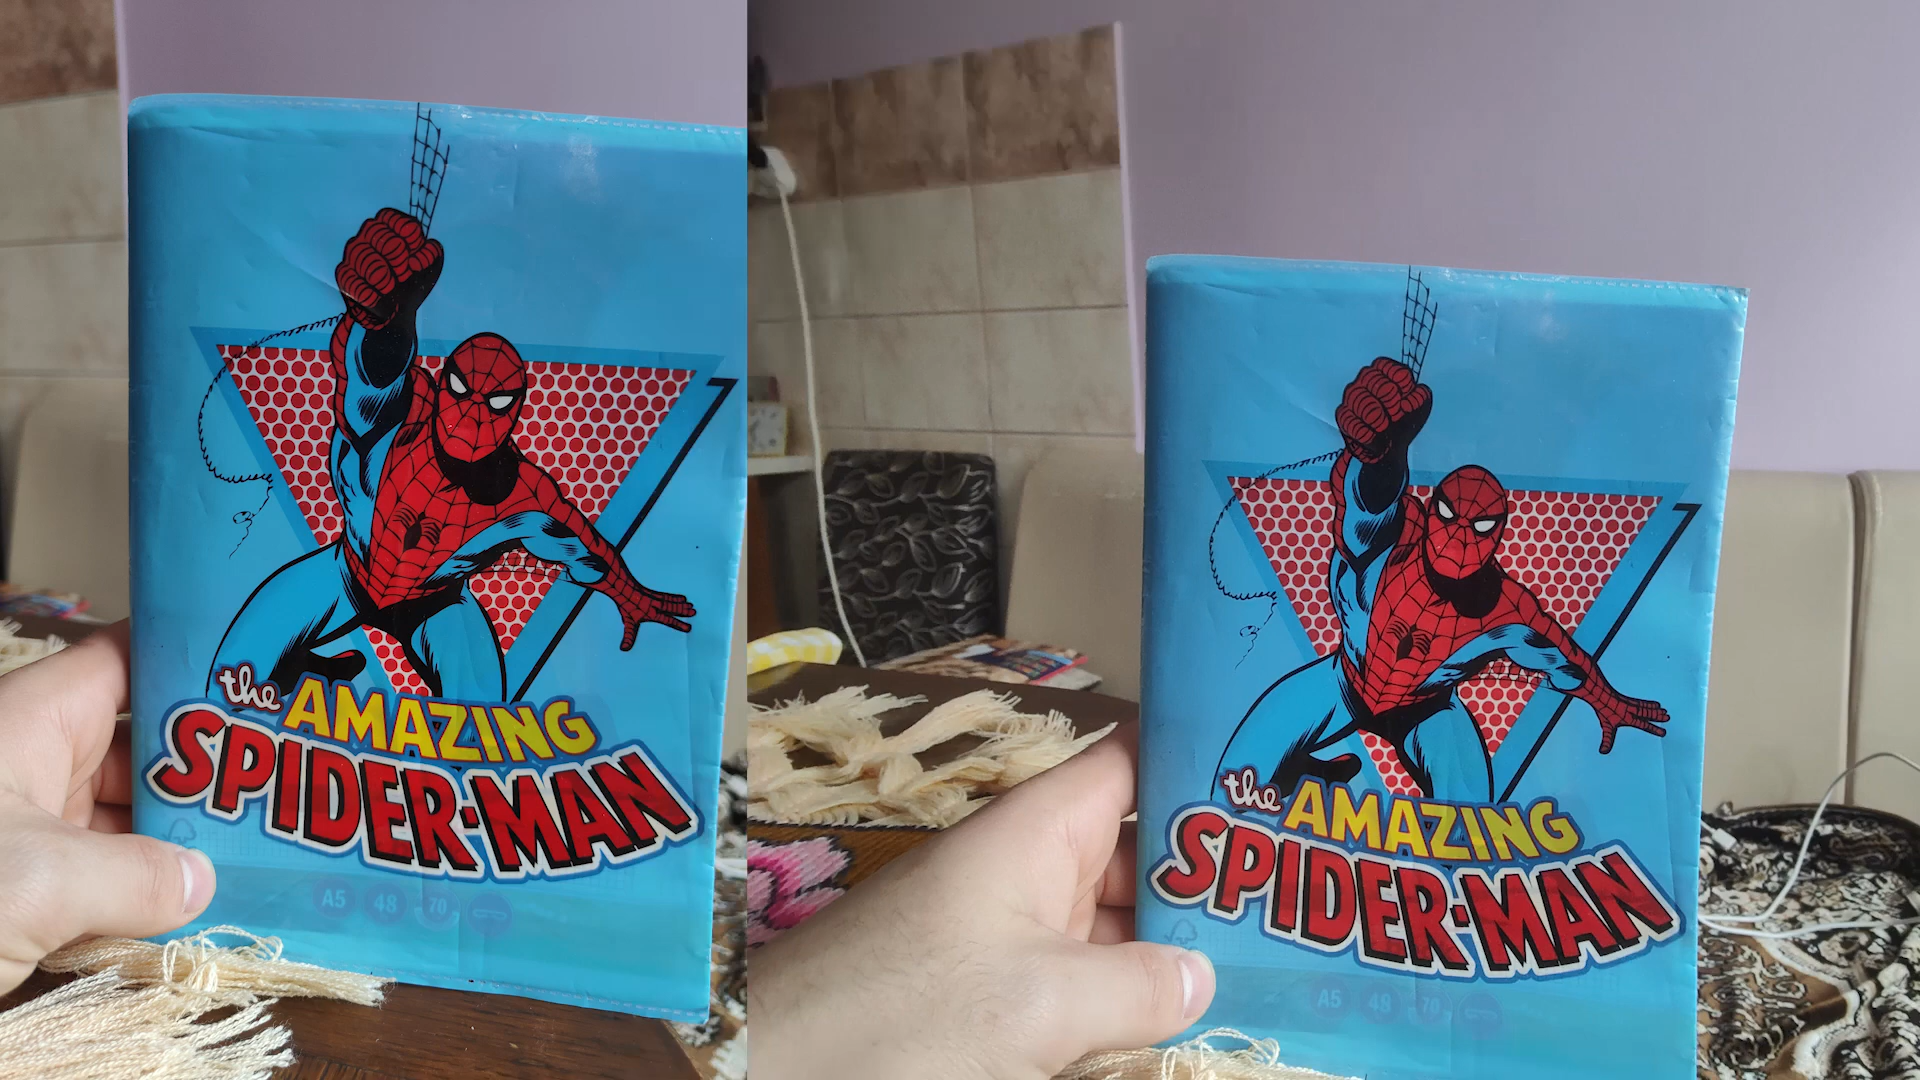 the AMAZING
SPIDER-MAN
A5 48 70
the AMAZING
SPIDER-MAN
A5 48 70